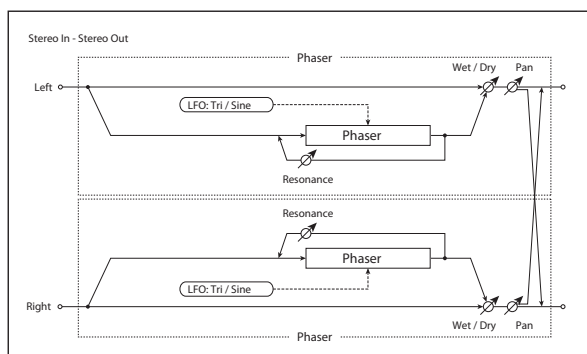 Stereo In - Stereo Out
Phaser
Wet / Dry
Pan
Left
LFO: Tri / Sine
Phaser
Resonance
Resonance
Phaser
LFO: Tri / Sine
Right
Wet / Dry
Pan
Phaser